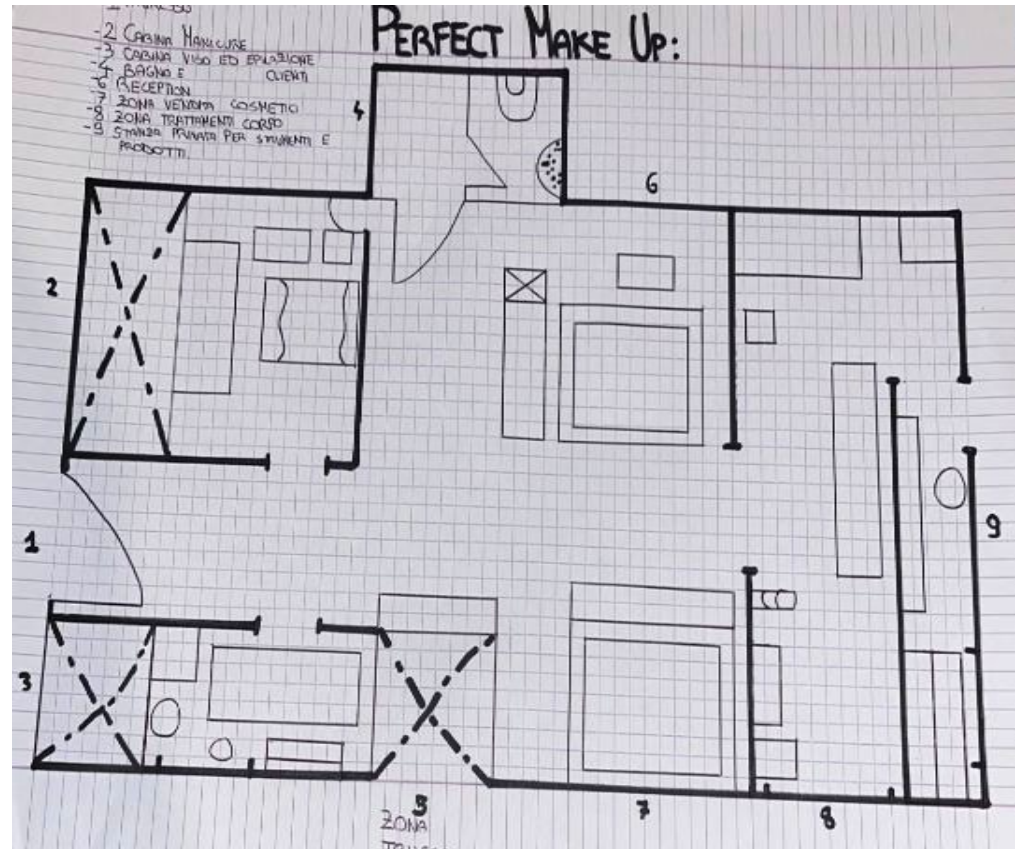 PERFECT MAKE UP:
-2 CABINA MANICURE
-3 CABINA VISO ED EPILAZIONE
-4 BAGNO E CLIENTI
-6 RECEPTION
-7 ZONA VENDITA COSMETICI
-8 ZONA TRATTAMENTI CORPO
-9 STANZA PRIVATA PER STRUMENTI E
PRODOTTI.
4
6
2
1
9
3
5
7
8
ZONA